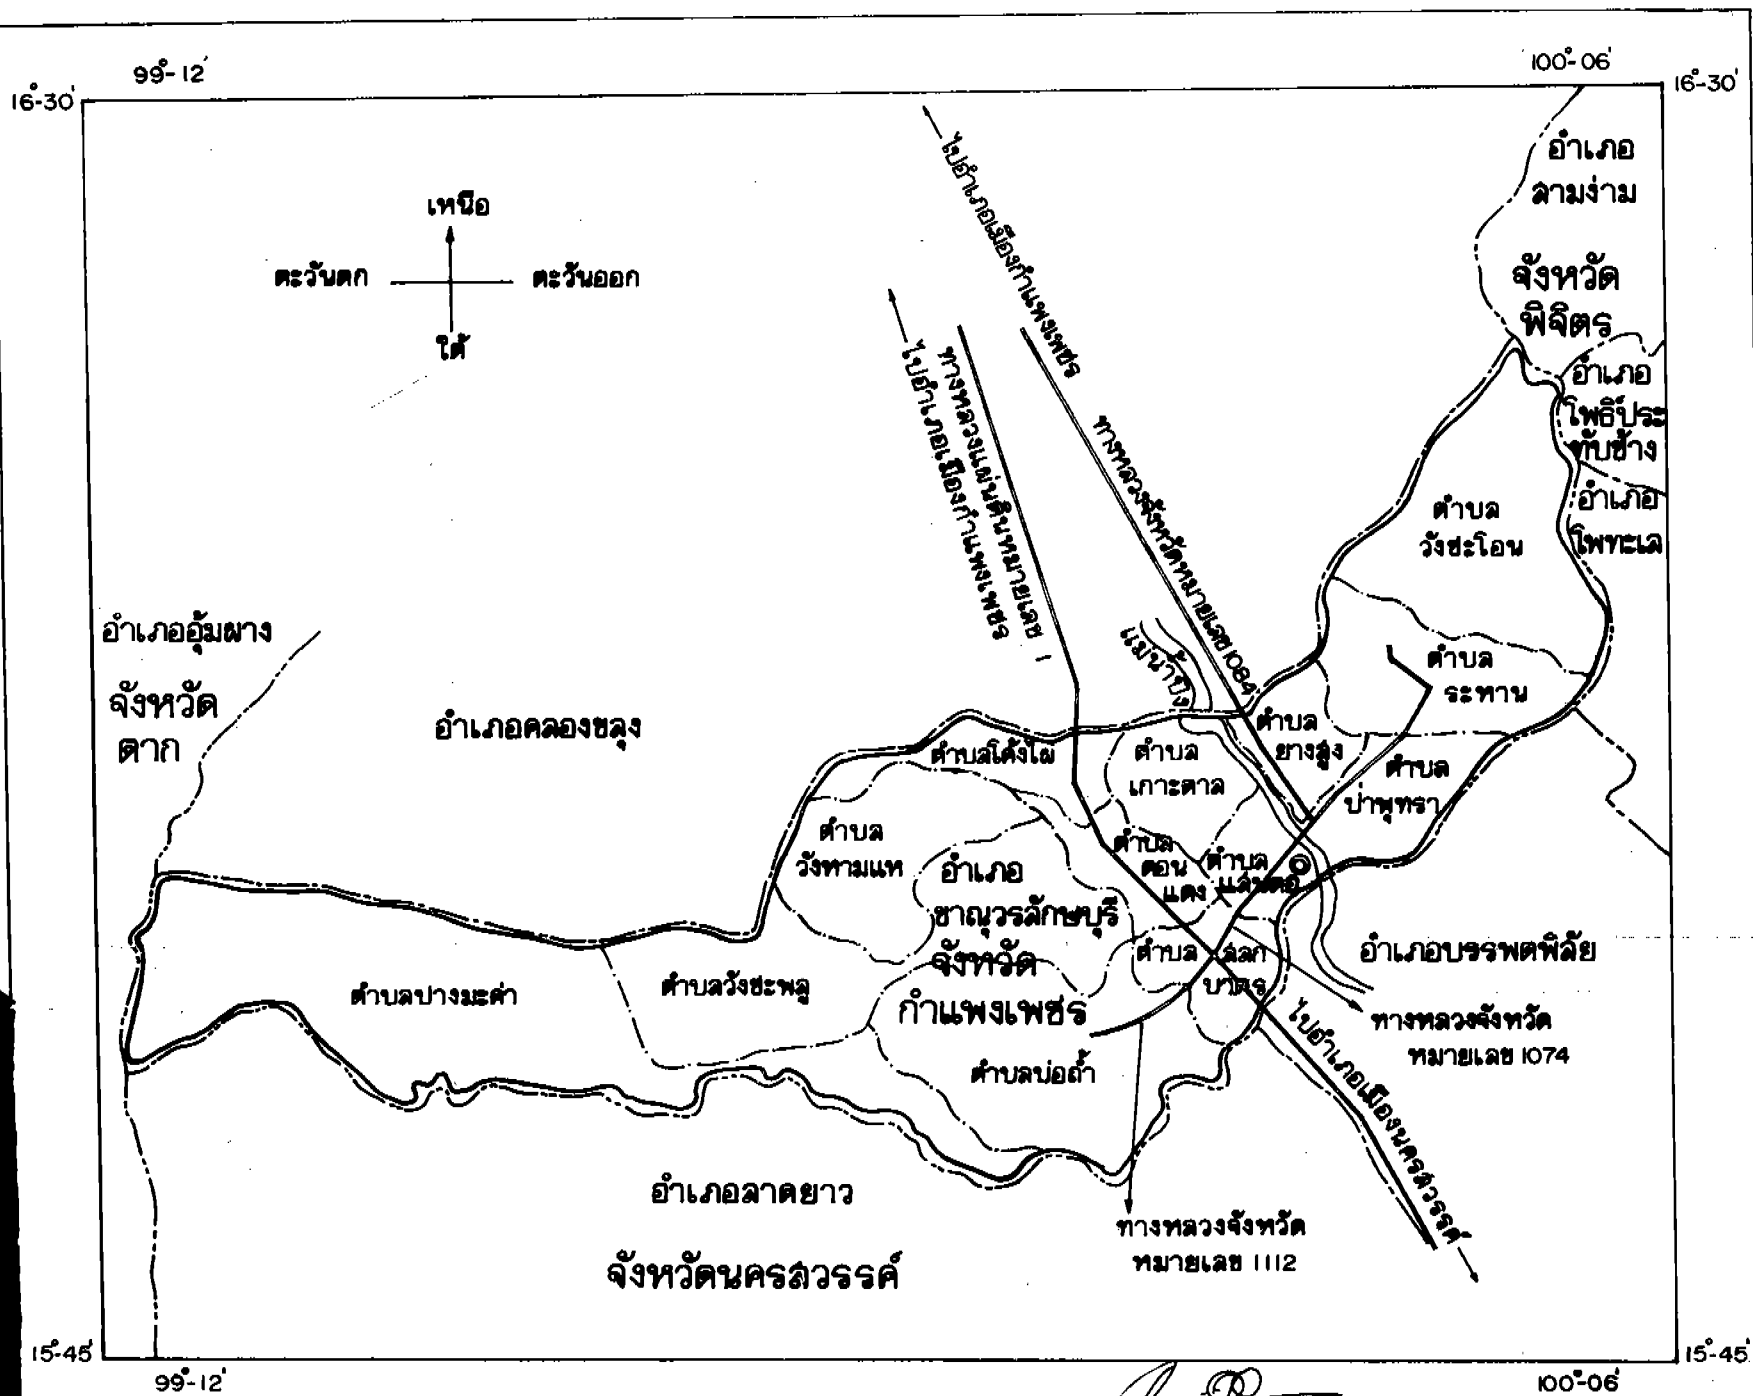 99°-12'
100°-06'
16°-30'
16°-30'
อำเภอ
สามง่าม
จังหวัด
พิจิตร
เหนือ
ตะวันตก
ตะวันออก
ใต้
ไปอำเภอเมืองกำแพงเพชร
ทางหลวงแผ่นดินหมายเลข 1
ไปอำเภอเมืองกำแพงเพชร
ทางหลวงจังหวัดหมายเลข 1084
อำเภอ
โพธิ์ประ
ทับช้าง
อำเภอ
โพทะเล
ตำบล
วังชะโอน
อำเภออุ้มผาง
จังหวัด
ตาก
อำเภอคลองขลุง
แม่น้ำปิง
ตำบล
ระหาน
ตำบล
ยางสูง
ตำบล
ป่าพุทรา
ตำบลโค้งไผ่
ตำบล
เกาะตาล
ตำบล
วังหามแห
อำเภอ
ขาณุวรลักษบุรี
จังหวัด
กำแพงเพชร
ตำบล
ดอน
แตง
ตำบล
แสนตอ
ตำบล สลก
บาตร
อำเภอบรรพตพิสัย
ตำบลปางมะค่า
ตำบลวังชะพลู
ตำบลบ่อถ้ำ
ทางหลวงจังหวัด
หมายเลข 1074
ไปอำเภอเมืองนครสวรรค์
อำเภอลาดยาว
จังหวัดนครสวรรค์
ทางหลวงจังหวัด
หมายเลข 1112
15°-45'
15°-45'
99°-12'
100°-06'